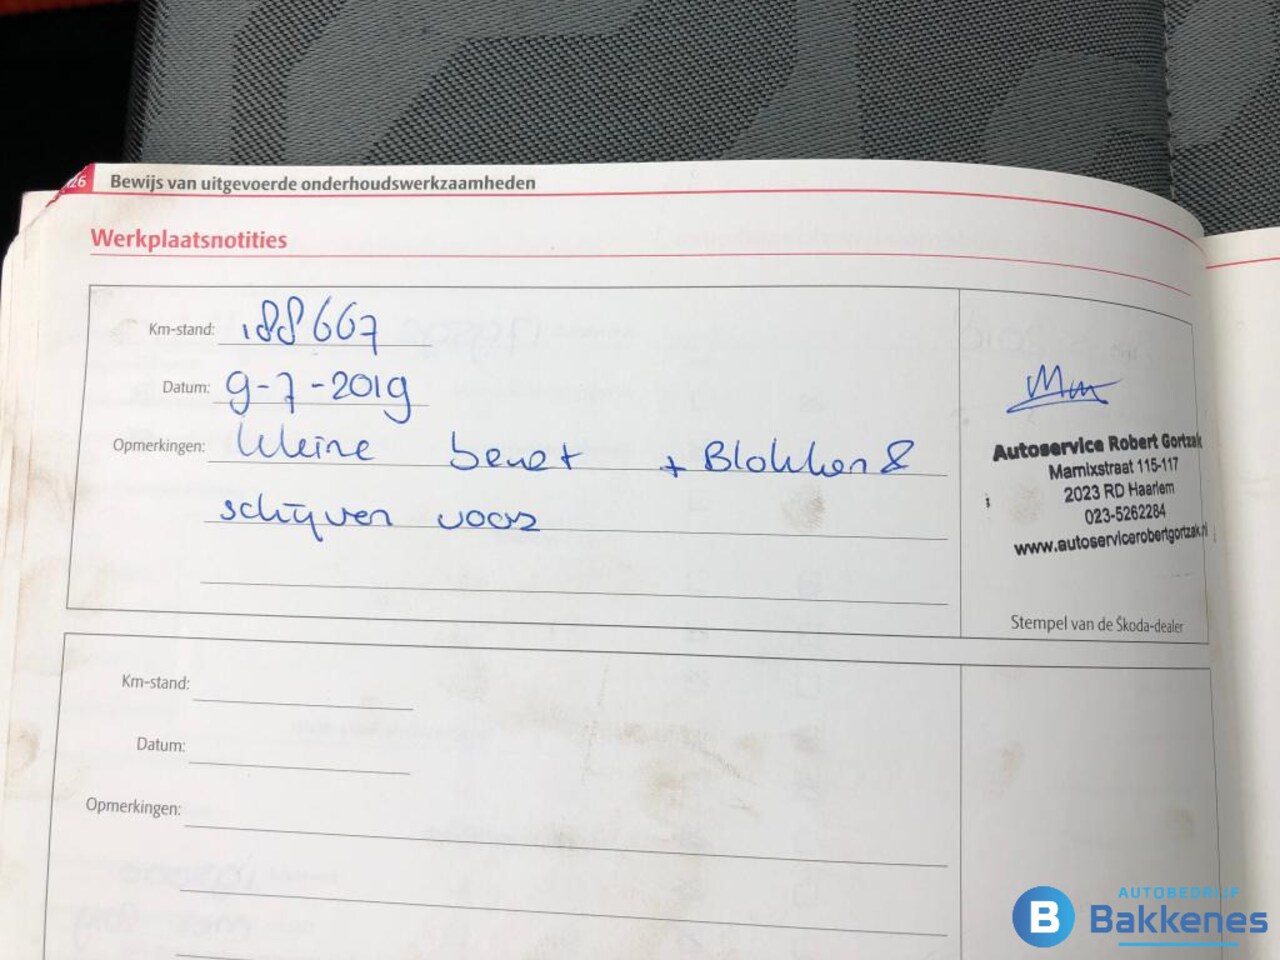 26 Bewijs van uitgevoerde onderhoudswerkzaamheden
Werkplaatsnotities
Km-stand: 188667
Datum: 9-7-2019
Opmerkingen: kleine beurt + Blokken &
schijven voor
Autoservice Robert Gortzak
Marnixstraat 115-117
2023 RD Haarlem
023-5262284
www.autoservicerobertgortzak.nl
Stempel van de Škoda-dealer
Km-stand:
Datum:
Opmerkingen:
AUTOBEDRIJF
B Bakkenes